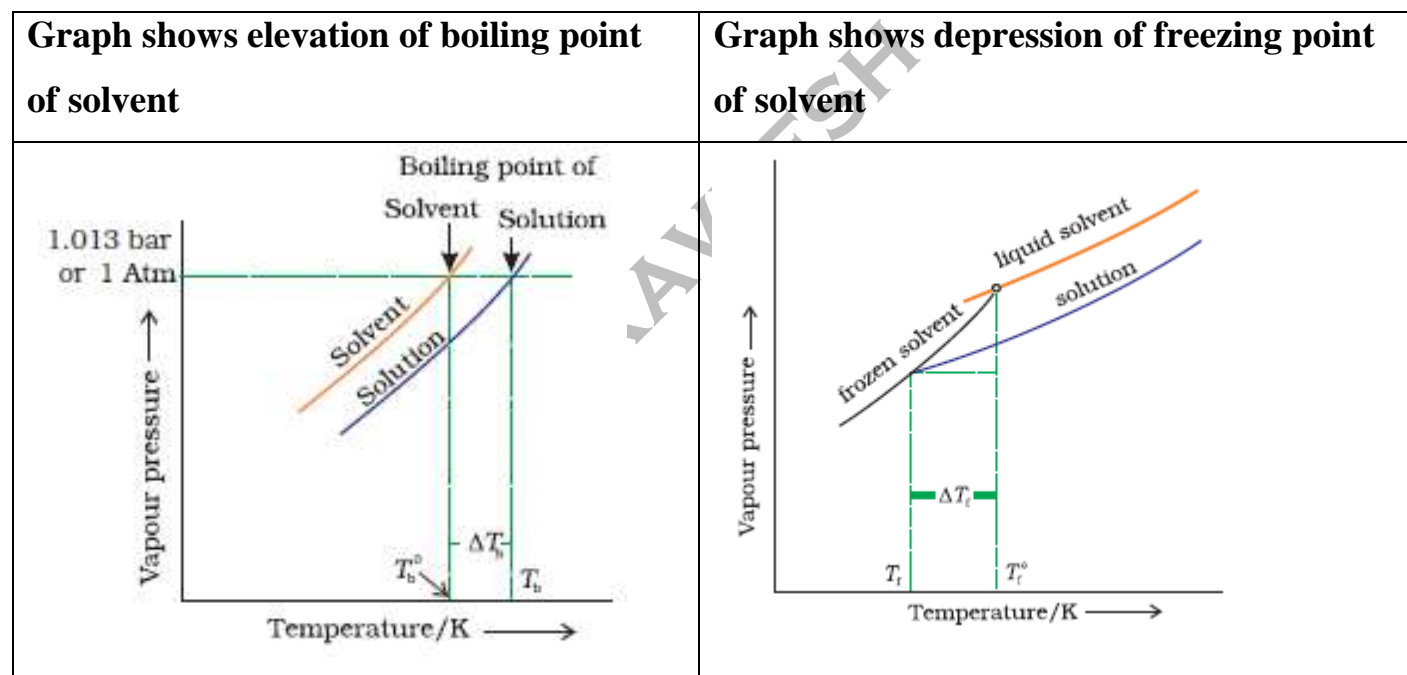 Graph shows elevation of boiling point
of solvent
Graph shows depression of freezing point
of solvent
Boiling point of
Solvent
Solution
1.013 bar
or 1 Atm
Solvent
Solution
Vapour pressure
ΔT_b
T_b°
T_b
Temperature/K
liquid solvent
solution
frozen solvent
Vapour pressure
ΔT_f
T_f
T_f°
Temperature/K